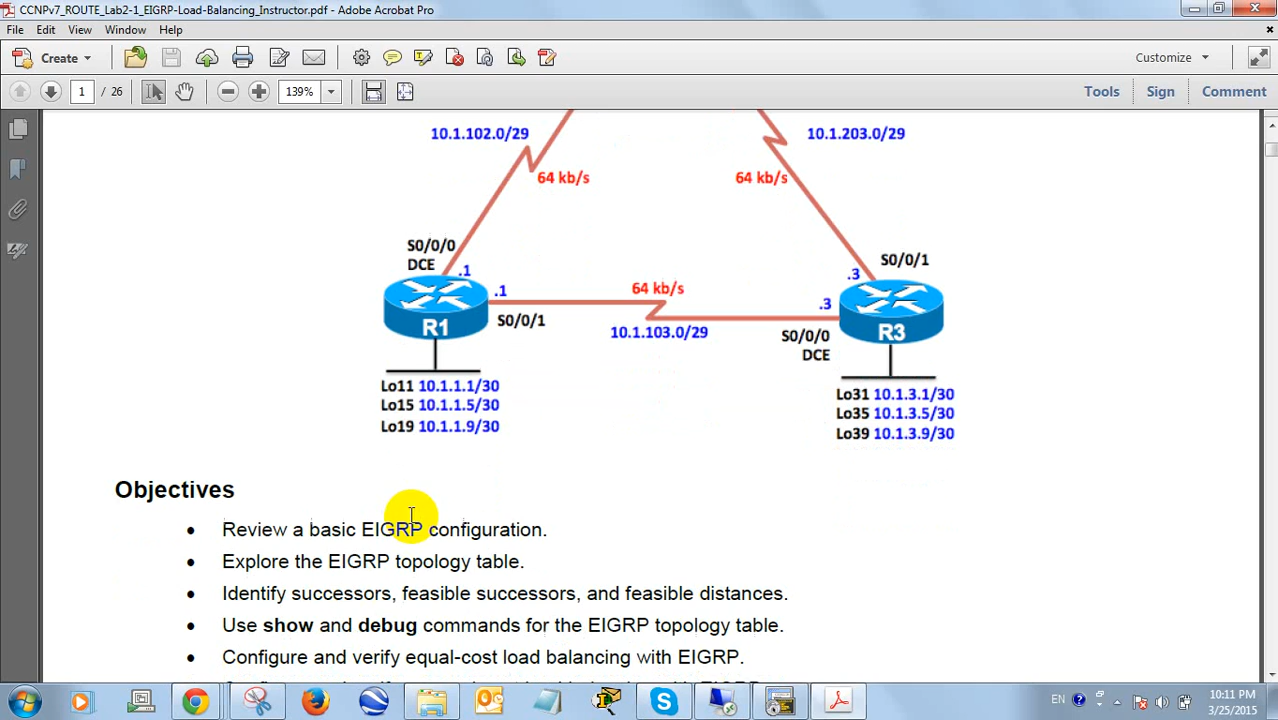 CCNPv7_ROUTE_Lab2-1_EIGRP-Load-Balancing_Instructor.pdf - Adobe Acrobat Pro
File Edit View Window Help
Create Customize
1 / 26 139% Tools Sign Comment
10.1.102.0/29 10.1.203.0/29
64 kb/s 64 kb/s
S0/0/0 S0/0/1
DCE .1 .3
.1 64 kb/s .3
R1 S0/0/1 10.1.103.0/29 S0/0/0 R3
DCE
Lo11 10.1.1.1/30 Lo31 10.1.3.1/30
Lo15 10.1.1.5/30 Lo35 10.1.3.5/30
Lo19 10.1.1.9/30 Lo39 10.1.3.9/30
Objectives
• Review a basic EIGRP configuration.
• Explore the EIGRP topology table.
• Identify successors, feasible successors, and feasible distances.
• Use show and debug commands for the EIGRP topology table.
• Configure and verify equal-cost load balancing with EIGRP.
EN 10:11 PM
3/25/2015